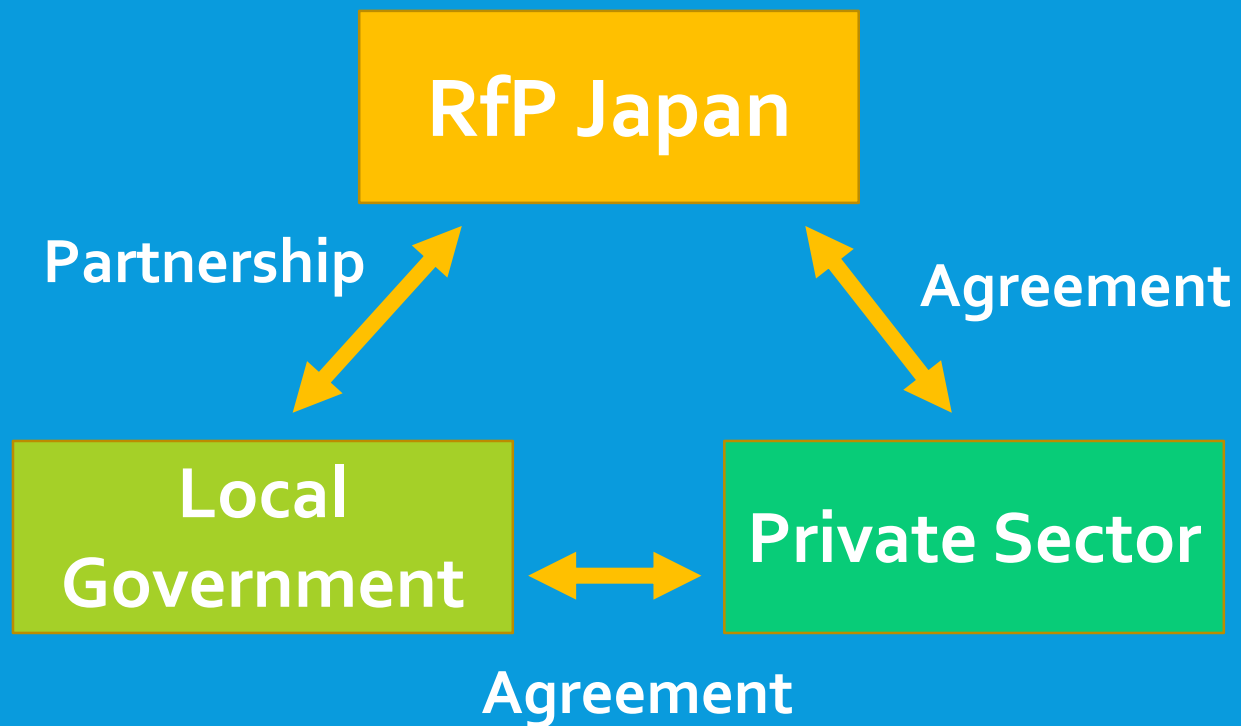 RfP Japan
Partnership
Agreement
Local
Government
Private Sector
Agreement